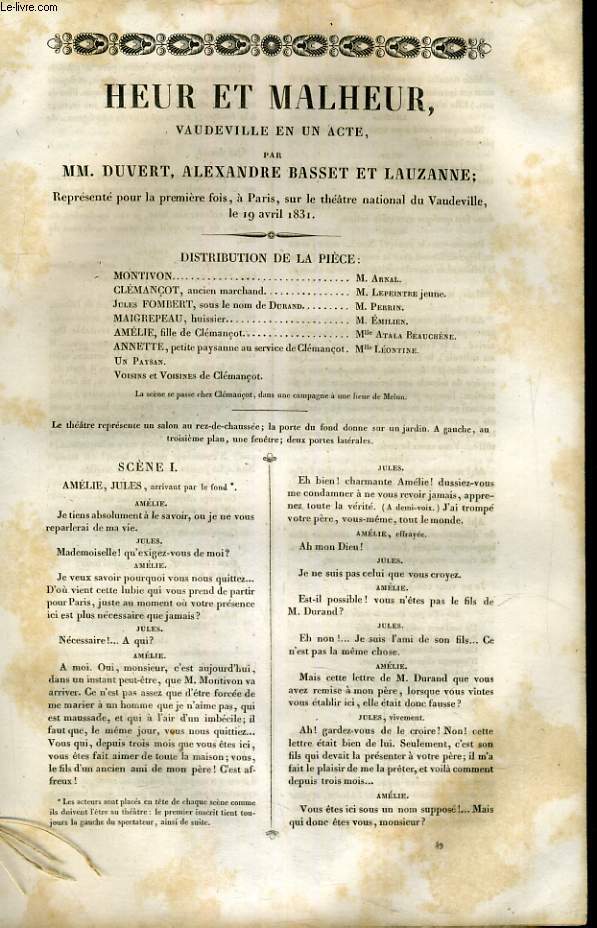 Le-livre.com
HEUR ET MALHEUR,
VAUDEVILLE EN UN ACTE,
PAR
MM. DUVERT, ALEXANDRE BASSET ET LAUZANNE;
Représenté pour la première fois, à Paris, sur le théâtre national du Vaudeville,
le 19 avril 1831.
DISTRIBUTION DE LA PIÈCE:
MONTIVON............................................ M. ARNAL.
CLÉMANÇOT, ancien marchand..................... M. LEPEINTRE jeune.
JULES FOMBERT, sous le nom de DURAND........ M. PERRIN.
MAIGREPEAU, huissier............................. M. ÉMILIEN.
AMÉLIE, fille de Clémançot........................ Mlle ATALA BEAUCHÊNE.
ANNETTE, petite paysanne au service de Clémançot. Mlle LÉONTINE.
UN PAYSAN.
VOISINS et VOISINES de Clémançot.
La scène se passe chez Clémançot, dans une campagne à une lieue de Melun.
Le théâtre représente un salon au rez-de-chaussée; la porte du fond donne sur un jardin. A gauche, au
troisième plan, une fenêtre; deux portes latérales.
SCÈNE I.
AMÉLIE, JULES, arrivant par le fond *.
AMÉLIE.
Je tiens absolument à le savoir, ou je ne vous
reparlerai de ma vie.
JULES.
Mademoiselle! qu'exigez-vous de moi?
AMÉLIE.
Je veux savoir pourquoi vous nous quittez...
D'où vient cette lubie qui vous prend de partir
pour Paris, juste au moment où votre présence
ici est plus nécessaire que jamais?
JULES.
Nécessaire!... A qui?
AMÉLIE.
A moi. Oui, monsieur, c'est aujourd'hui,
dans un instant peut-être, que M. Montivon va
arriver. Ce n'est pas assez que d'être forcée de
me marier à un homme que je n'aime pas, qui
est maussade, et qui à l'air d'un imbécile; il
faut que, le même jour, vous nous quittiez...
Vous qui, depuis trois mois que vous êtes ici,
vous êtes fait aimer de toute la maison; vous,
le fils d'un ancien ami de mon père! C'est af-
freux!
* Les acteurs sont placés en tête de chaque scène comme
ils doivent l'être au théâtre: le premier inscrit tient tou-
jours la gauche du spectateur, ainsi de suite.
JULES.
Eh bien! charmante Amélie! dussiez-vous
me condamner à ne vous revoir jamais, appre-
nez toute la vérité. (A demi-voix.) J'ai trompé
votre père, vous-même, tout le monde.
AMÉLIE, effrayée.
Ah mon Dieu!
JULES.
Je ne suis pas celui que vous croyez.
AMÉLIE.
Est-il possible! vous n'êtes pas le fils de
M. Durand?
JULES.
Eh non!... Je suis l'ami de son fils... Ce
n'est pas la même chose.
AMÉLIE.
Mais cette lettre de M. Durand que vous
avez remise à mon père, lorsque vous vintes
vous établir ici, elle était donc fausse?
JULES, vivement.
Ah! gardez-vous de le croire! Non! cette
lettre était bien de lui. Seulement, c'est son
fils qui devait la présenter à votre père; il m'a
fait le plaisir de me la prêter, et voilà comment
depuis trois mois...
AMÉLIE.
Vous êtes ici sous un nom supposé!... Mais
qui donc êtes vous, monsieur?